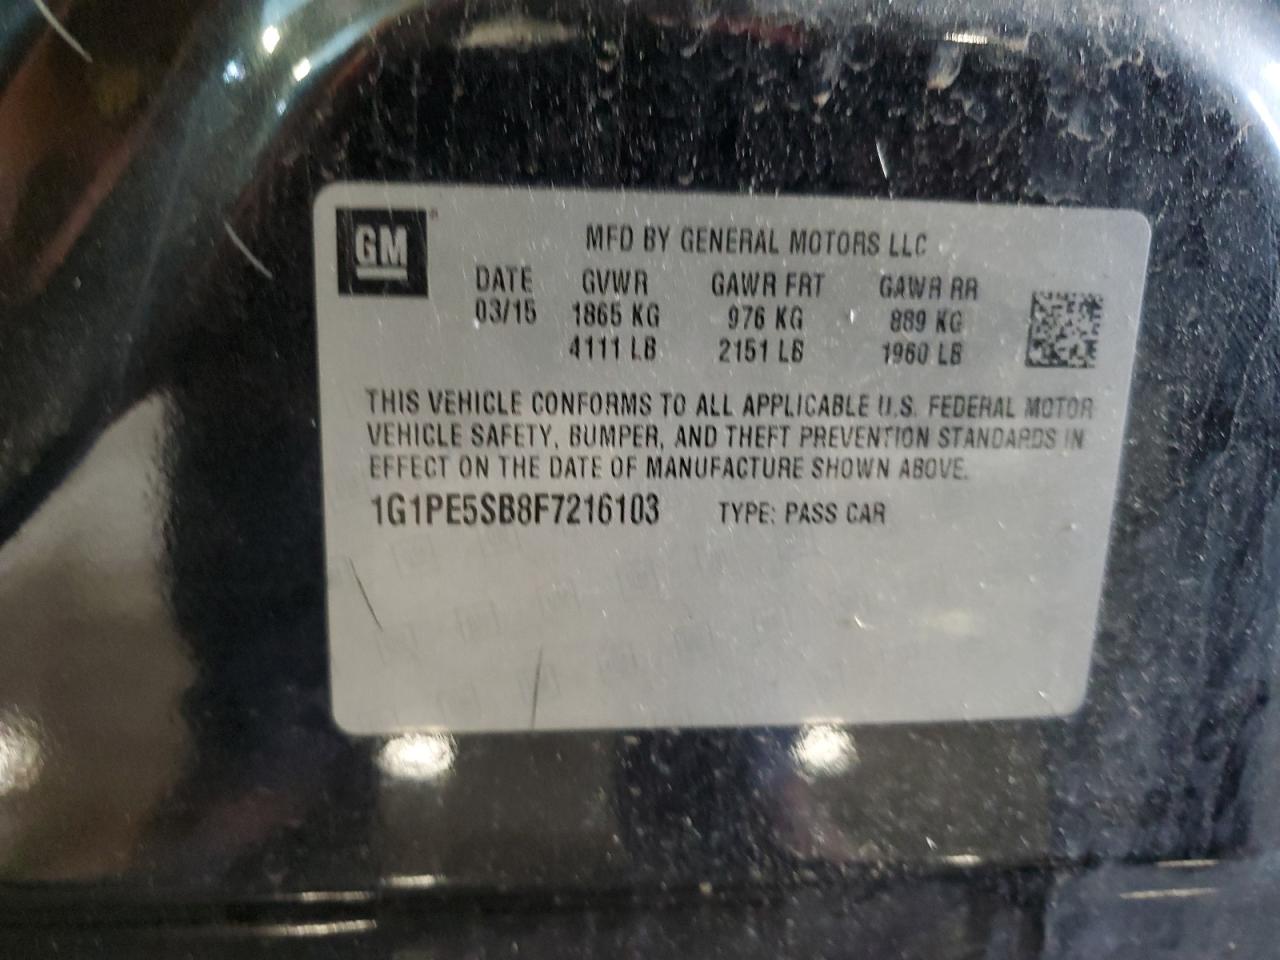 GM®
MFD BY GENERAL MOTORS LLC
DATE GVWR GAWR FRT GAWR RR
03/15 1865 KG 976 KG 889 KG
4111 LB 2151 LB 1960 LB
THIS VEHICLE CONFORMS TO ALL APPLICABLE U.S. FEDERAL MOTOR
VEHICLE SAFETY, BUMPER, AND THEFT PREVENTION STANDARDS IN
EFFECT ON THE DATE OF MANUFACTURE SHOWN ABOVE.
1G1PE5SB8F7216103 TYPE: PASS CAR